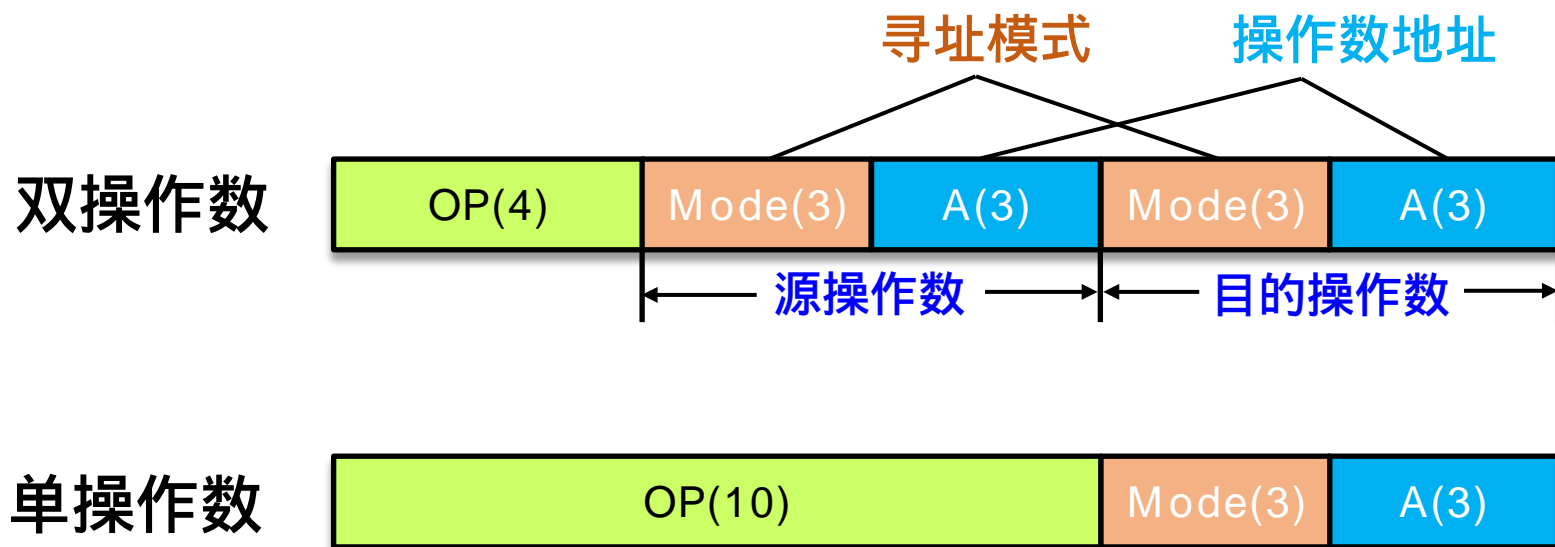 寻址模式 操作数地址
双操作数 OP(4) Mode(3) A(3) Mode(3) A(3)
源操作数 目的操作数
单操作数 OP(10) Mode(3) A(3)